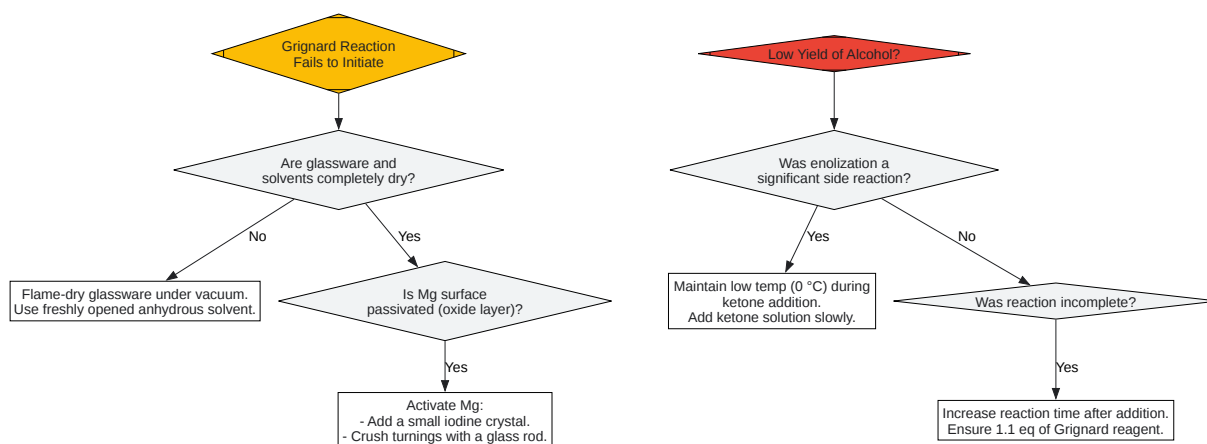 Grignard Reaction
Fails to Initiate
Are glassware and
solvents completely dry?
No
Yes
Flame-dry glassware under vacuum.
Use freshly opened anhydrous solvent.
Is Mg surface
passivated (oxide layer)?
Yes
Activate Mg:
- Add a small iodine crystal.
- Crush turnings with a glass rod.
Low Yield of Alcohol?
Was enolization a
significant side reaction?
Yes
No
Maintain low temp (0 °C) during
ketone addition.
Add ketone solution slowly.
Was reaction incomplete?
Yes
Increase reaction time after addition.
Ensure 1.1 eq of Grignard reagent.